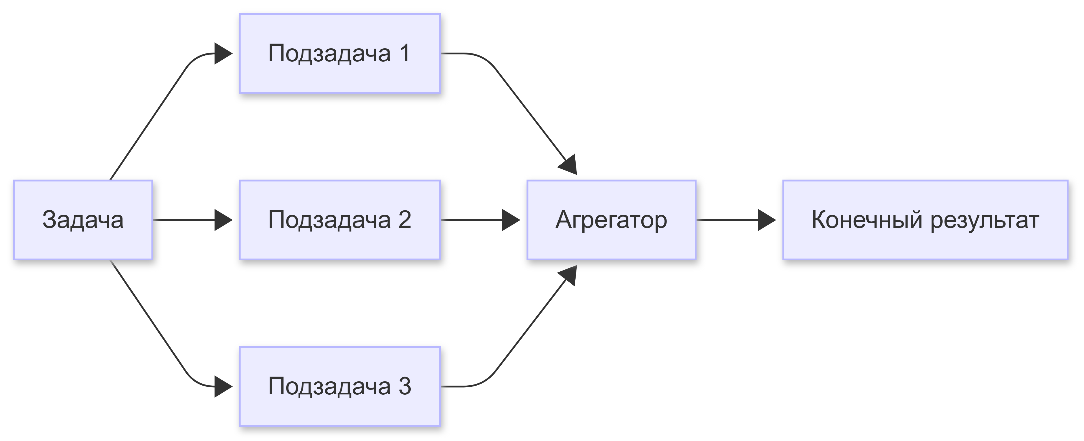 Подзадача 1
Задача
Подзадача 2
Агрегатор
Конечный результат
Подзадача 3